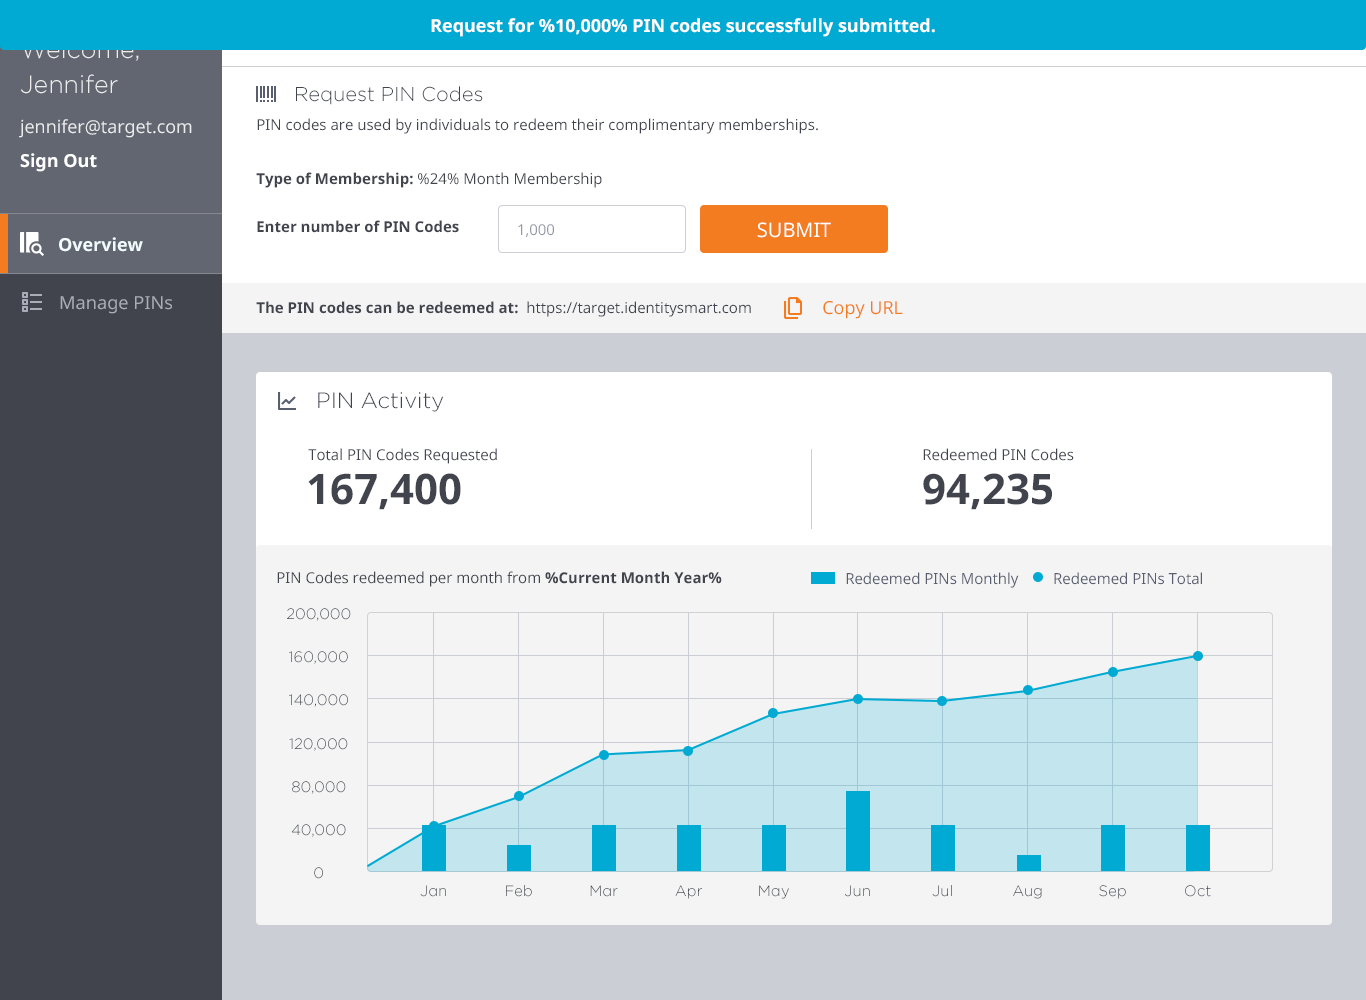 Request for %10,000% PIN codes successfully submitted.
Welcome,
Jennifer
jennifer@target.com
Sign Out
Overview
Manage PINs
Request PIN Codes
PIN codes are used by individuals to redeem their complimentary memberships.
Type of Membership: %24% Month Membership
Enter number of PIN Codes 1,000 SUBMIT
The PIN codes can be redeemed at: https://target.identitysmart.com Copy URL
PIN Activity
Total PIN Codes Requested Redeemed PIN Codes
167,400 94,235
PIN Codes redeemed per month from %Current Month Year% Redeemed PINs Monthly Redeemed PINs Total
200,000
160,000
140,000
120,000
80,000
40,000
0
Jan Feb Mar Apr May Jun Jul Aug Sep Oct